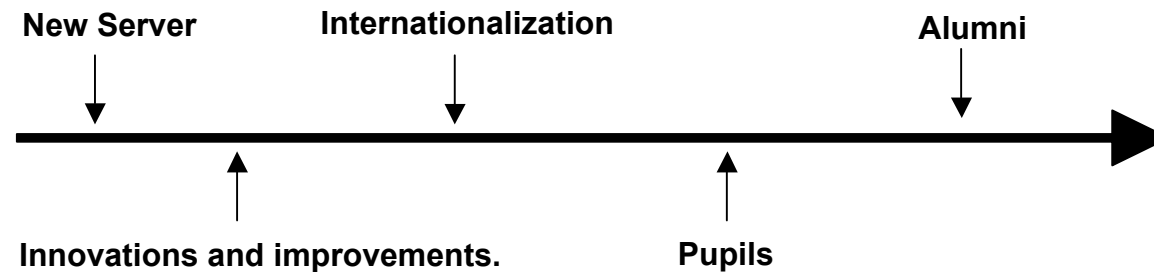 New Server
Internationalization
Alumni
Innovations and improvements.
Pupils